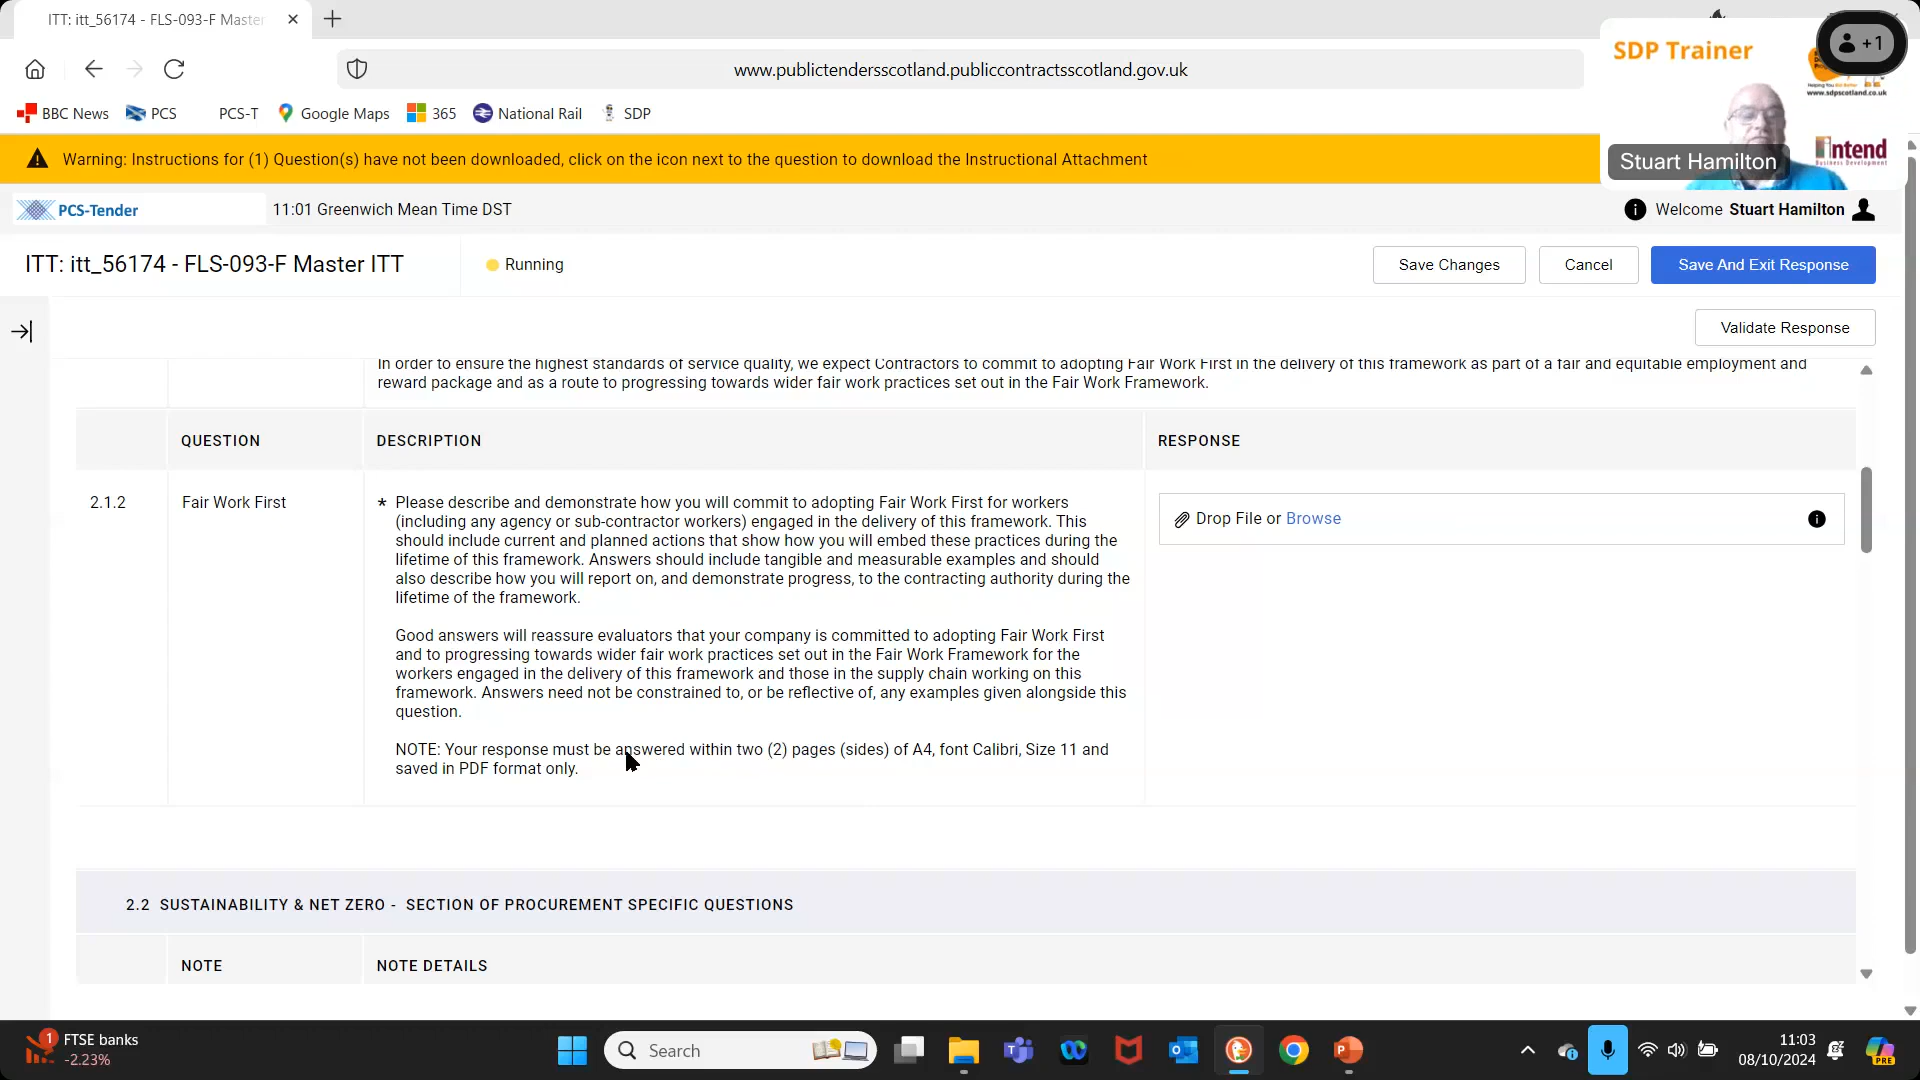 ITT: itt_56174 - FLS-093-F Master
SDP Trainer
+1
www.publictendersscotland.publiccontractsscotland.gov.uk
www.sdpscotland.co.uk
BBC News
PCS
PCS-T
Google Maps
365
National Rail
SDP
Warning: Instructions for (1) Question(s) have not been downloaded, click on the icon next to the question to download the Instructional Attachment
Stuart Hamilton
intend
Business Development
PCS-Tender
11:01 Greenwich Mean Time DST
Welcome Stuart Hamilton
ITT: itt_56174 - FLS-093-F Master ITT
Running
Save Changes
Cancel
Save And Exit Response
Validate Response
In order to ensure the highest standards of service quality, we expect Contractors to commit to adopting Fair Work First in the delivery of this framework as part of a fair and equitable employment and
reward package and as a route to progressing towards wider fair work practices set out in the Fair Work Framework.
QUESTION
DESCRIPTION
RESPONSE
2.1.2
Fair Work First
* Please describe and demonstrate how you will commit to adopting Fair Work First for workers
(including any agency or sub-contractor workers) engaged in the delivery of this framework. This
should include current and planned actions that show how you will embed these practices during the
lifetime of this framework. Answers should include tangible and measurable examples and should
also describe how you will report on, and demonstrate progress, to the contracting authority during the
lifetime of the framework.
Good answers will reassure evaluators that your company is committed to adopting Fair Work First
and to progressing towards wider fair work practices set out in the Fair Work Framework for the
workers engaged in the delivery of this framework and those in the supply chain working on this
framework. Answers need not be constrained to, or be reflective of, any examples given alongside this
question.
NOTE: Your response must be answered within two (2) pages (sides) of A4, font Calibri, Size 11 and
saved in PDF format only.
Drop File or Browse
2.2 SUSTAINABILITY & NET ZERO - SECTION OF PROCUREMENT SPECIFIC QUESTIONS
NOTE
NOTE DETAILS
1
FTSE banks
-2.23%
Search
11:03
08/10/2024
PRE